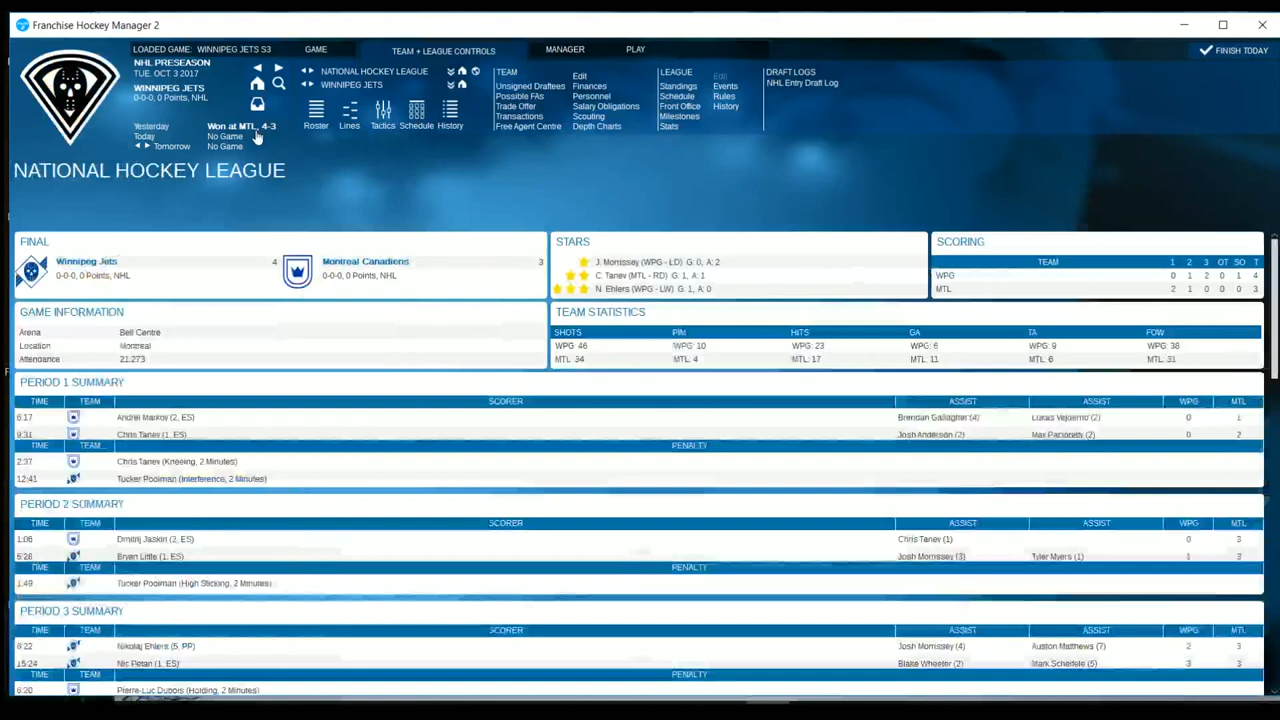 Franchise Hockey Manager 2
LOADED GAME: WINNIPEG JETS S3 GAME TEAM + LEAGUE CONTROLS MANAGER PLAY FINISH TODAY
NHL PRESEASON
TUE. OCT. 3 2017
WINNIPEG JETS
0-0-0, 0 Points, NHL
Yesterday Won at MTL, 4-3
Today No Game
Tomorrow No Game
NATIONAL HOCKEY LEAGUE
WINNIPEG JETS
Roster Lines Tactics Schedule History
TEAM
Unsigned Draftees
Possible FAs
Trade Offer
Transactions
Free Agent Centre
Edit
Finances
Personnel
Salary Obligations
Scouting
Depth Charts
LEAGUE
Standings
Schedule
Front Office
Milestones
Stats
Edit
Events
Rules
History
DRAFT LOGS
NHL Entry Draft Log
NATIONAL HOCKEY LEAGUE
FINAL
Winnipeg Jets 4
0-0-0, 0 Points, NHL
Montreal Canadiens 3
0-0-0, 0 Points, NHL
STARS
J. Morrissey (WPG - LD) G: 0, A: 2
C. Tanev (MTL - RD) G: 1, A: 1
N. Ehlers (WPG - LW) G: 1, A: 0
SCORING
TEAM 1 2 3 OT SO T
WPG 0 1 2 0 1 4
MTL 2 1 0 0 0 3
GAME INFORMATION
Arena Bell Centre
Location Montreal
Attendance 21,273
TEAM STATISTICS
SHOTS PIM HITS GA TA FOW
WPG: 46 WPG: 10 WPG: 23 WPG: 6 WPG: 9 WPG: 38
MTL: 34 MTL: 4 MTL: 17 MTL: 11 MTL: 6 MTL: 31
PERIOD 1 SUMMARY
TIME TEAM SCORER ASSIST ASSIST WPG MTL
6:17 Andrei Markov (2, ES) Brendan Gallagher (4) Lucas Vejdemo (2) 0 1
9:31 Chris Tanev (1, ES) Josh Anderson (2) Max Pacioretty (2) 0 2
TIME TEAM PENALTY
2:37 Chris Tanev (Kneeing, 2 Minutes)
12:41 Tucker Poolman (Interference, 2 Minutes)
PERIOD 2 SUMMARY
TIME TEAM SCORER ASSIST ASSIST WPG MTL
1:06 Dmitrij Jaskin (2, ES) Chris Tanev (1) 0 3
5:28 Bryan Little (1, ES) Josh Morrissey (3) Tyler Myers (1) 1 3
TIME TEAM PENALTY
1:49 Tucker Poolman (High Sticking, 2 Minutes)
PERIOD 3 SUMMARY
TIME TEAM SCORER ASSIST ASSIST WPG MTL
6:22 Nikolaj Ehlers (5, PP) Josh Morrissey (4) Auston Matthews (7) 2 3
15:24 Nic Petan (1, ES) Blake Wheeler (2) Mark Scheifele (5) 3 3
TIME TEAM PENALTY
6:20 Pierre-Luc Dubois (Holding, 2 Minutes)